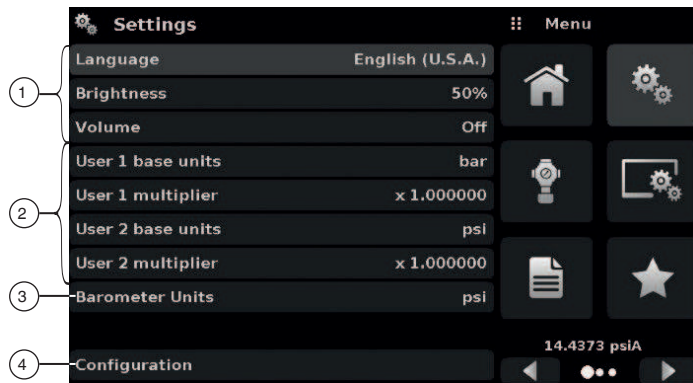 Settings
Menu
1
Language English (U.S.A.)
Brightness 50%
Volume Off
2
User 1 base units bar
User 1 multiplier x 1.000000
User 2 base units psi
User 2 multiplier x 1.000000
3
Barometer Units psi
14.4373 psiA
4
Configuration